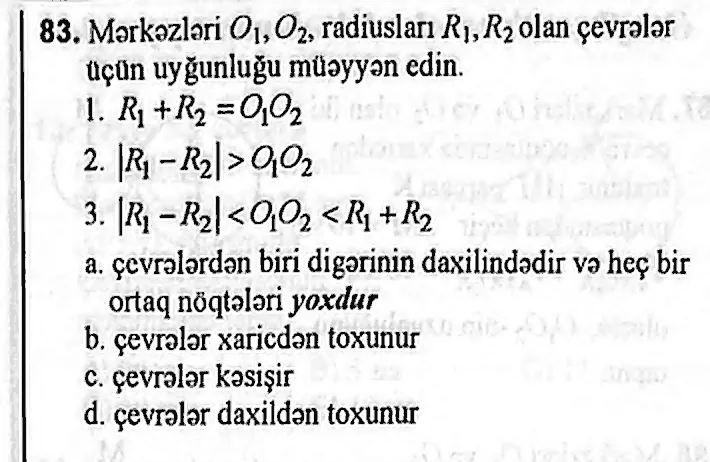 83. Mərkəzləri O₁, O₂, radiusları R₁, R₂ olan çevrələr
üçün uyğunluğu müəyyən edin.
1. R₁ + R₂ = O₁O₂
2. |R₁ − R₂| > O₁O₂
3. |R₁ − R₂| < O₁O₂ < R₁ + R₂
a. çevrələrdən biri digərinin daxilindədir və heç bir
ortaq nöqtələri yoxdur
b. çevrələr xaricdən toxunur
c. çevrələr kəsişir
d. çevrələr daxildən toxunur